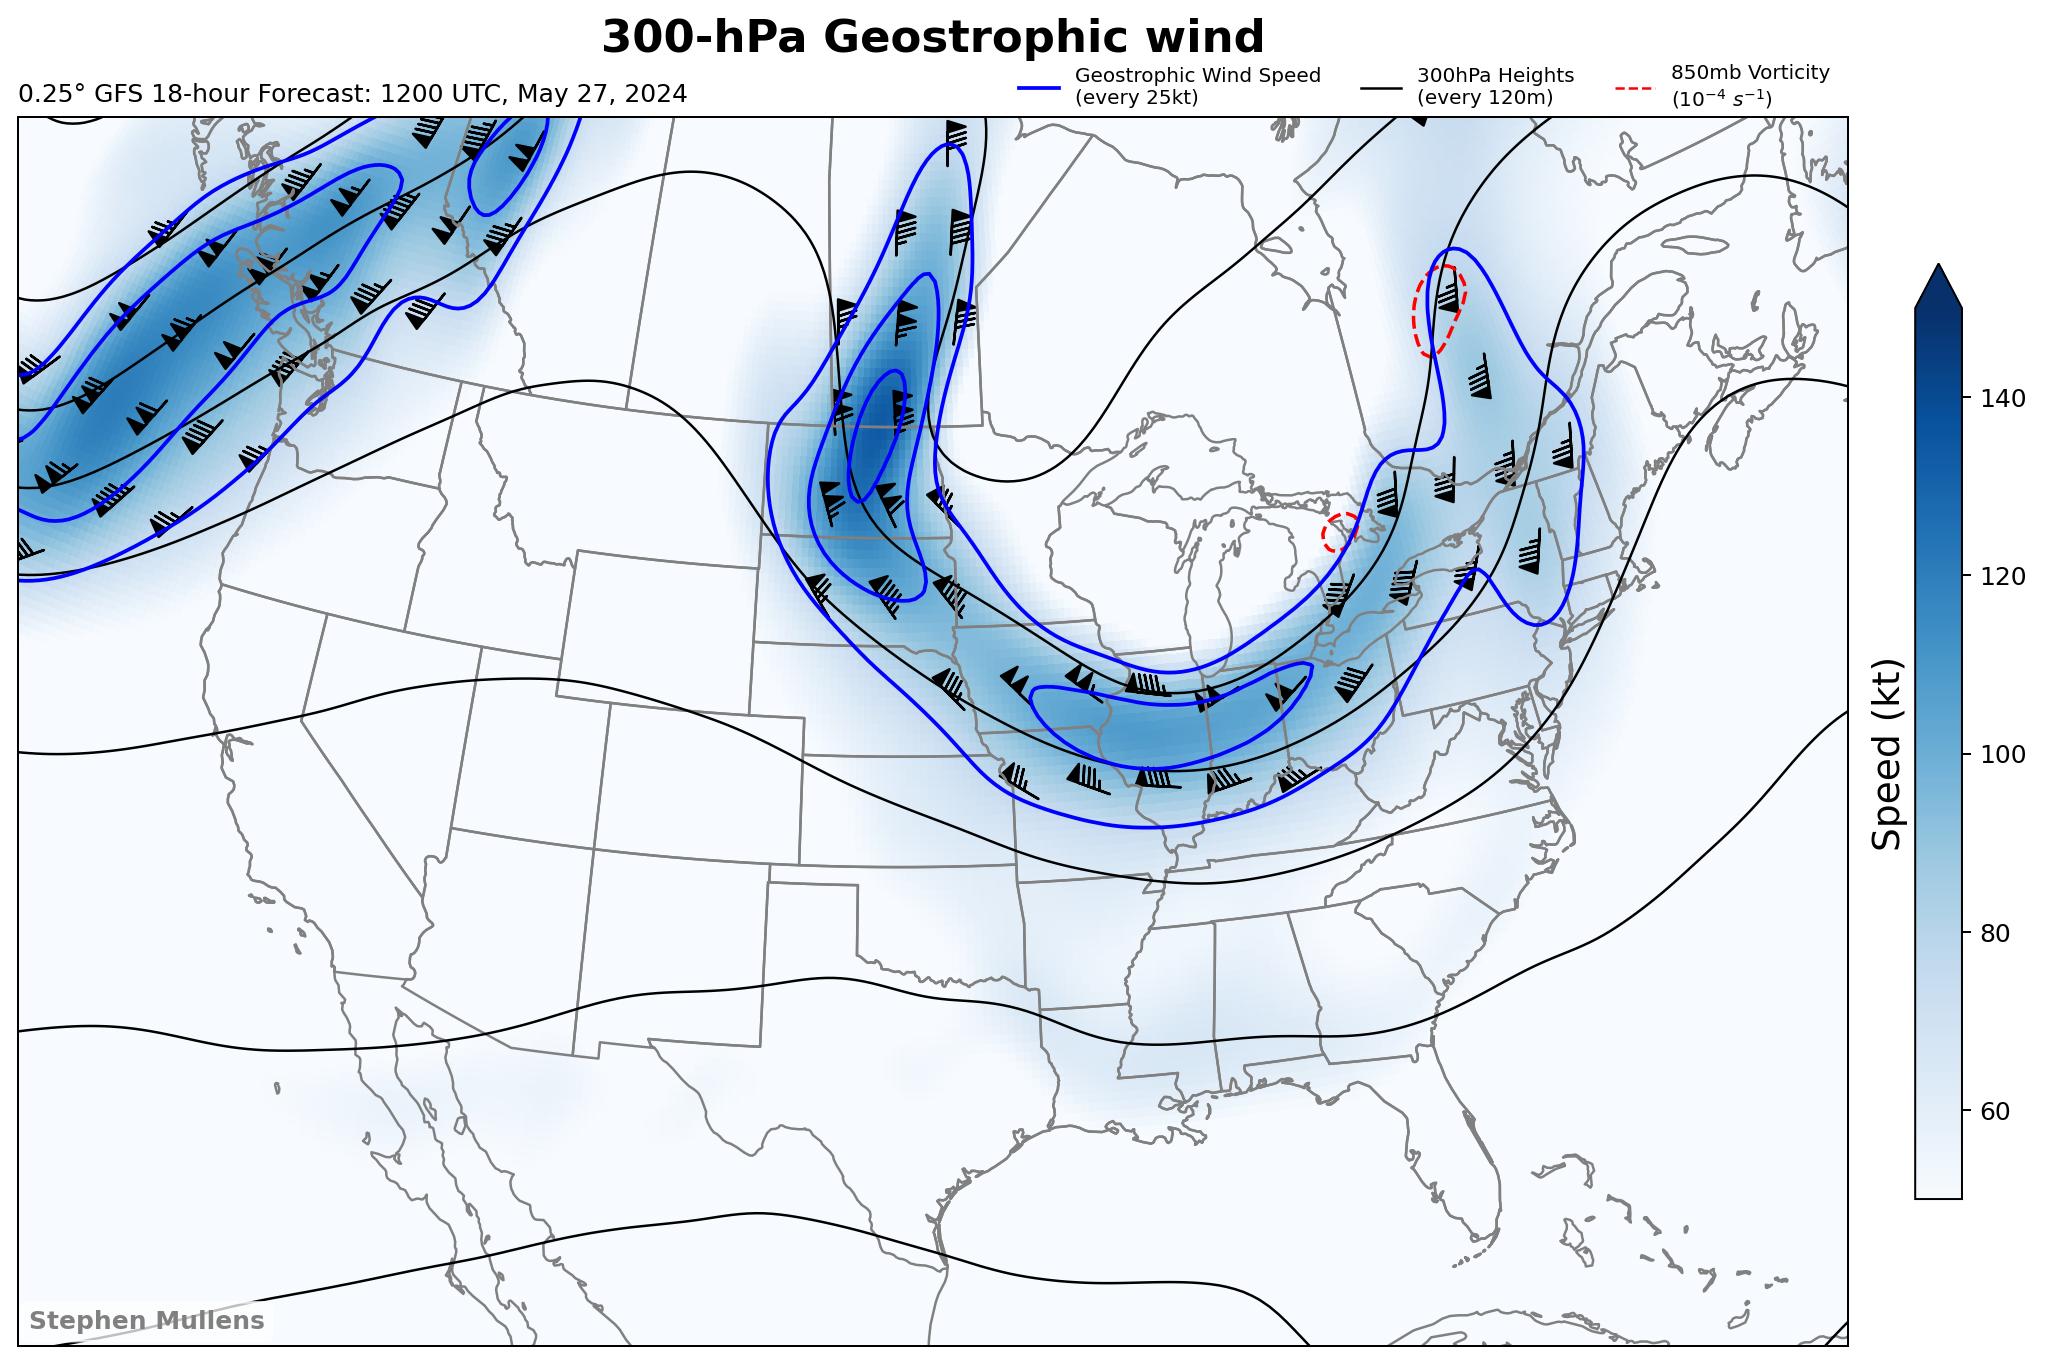 300-hPa Geostrophic wind
0.25° GFS 18-hour Forecast: 1200 UTC, May 27, 2024
Geostrophic Wind Speed
(every 25kt)
300hPa Heights
(every 120m)
850mb Vorticity
(10⁻⁴ s⁻¹)
140
120
100
80
60
Speed (kt)
Stephen Mullens